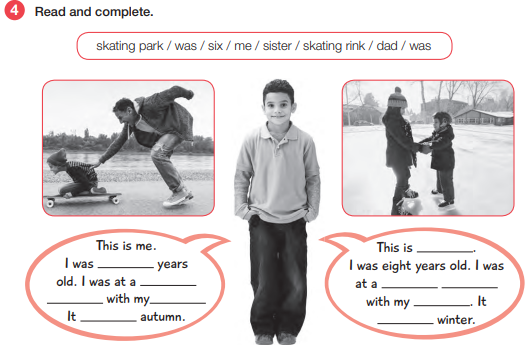 4 Read and complete.
skating park / was / six / me / sister / skating rink / dad / was
This is me.
I was ________ years
old. I was at a ________
________ with my________
It ________ autumn.
This is ________.
I was eight years old. I was
at a ________ ________
with my ________. It
________ winter.